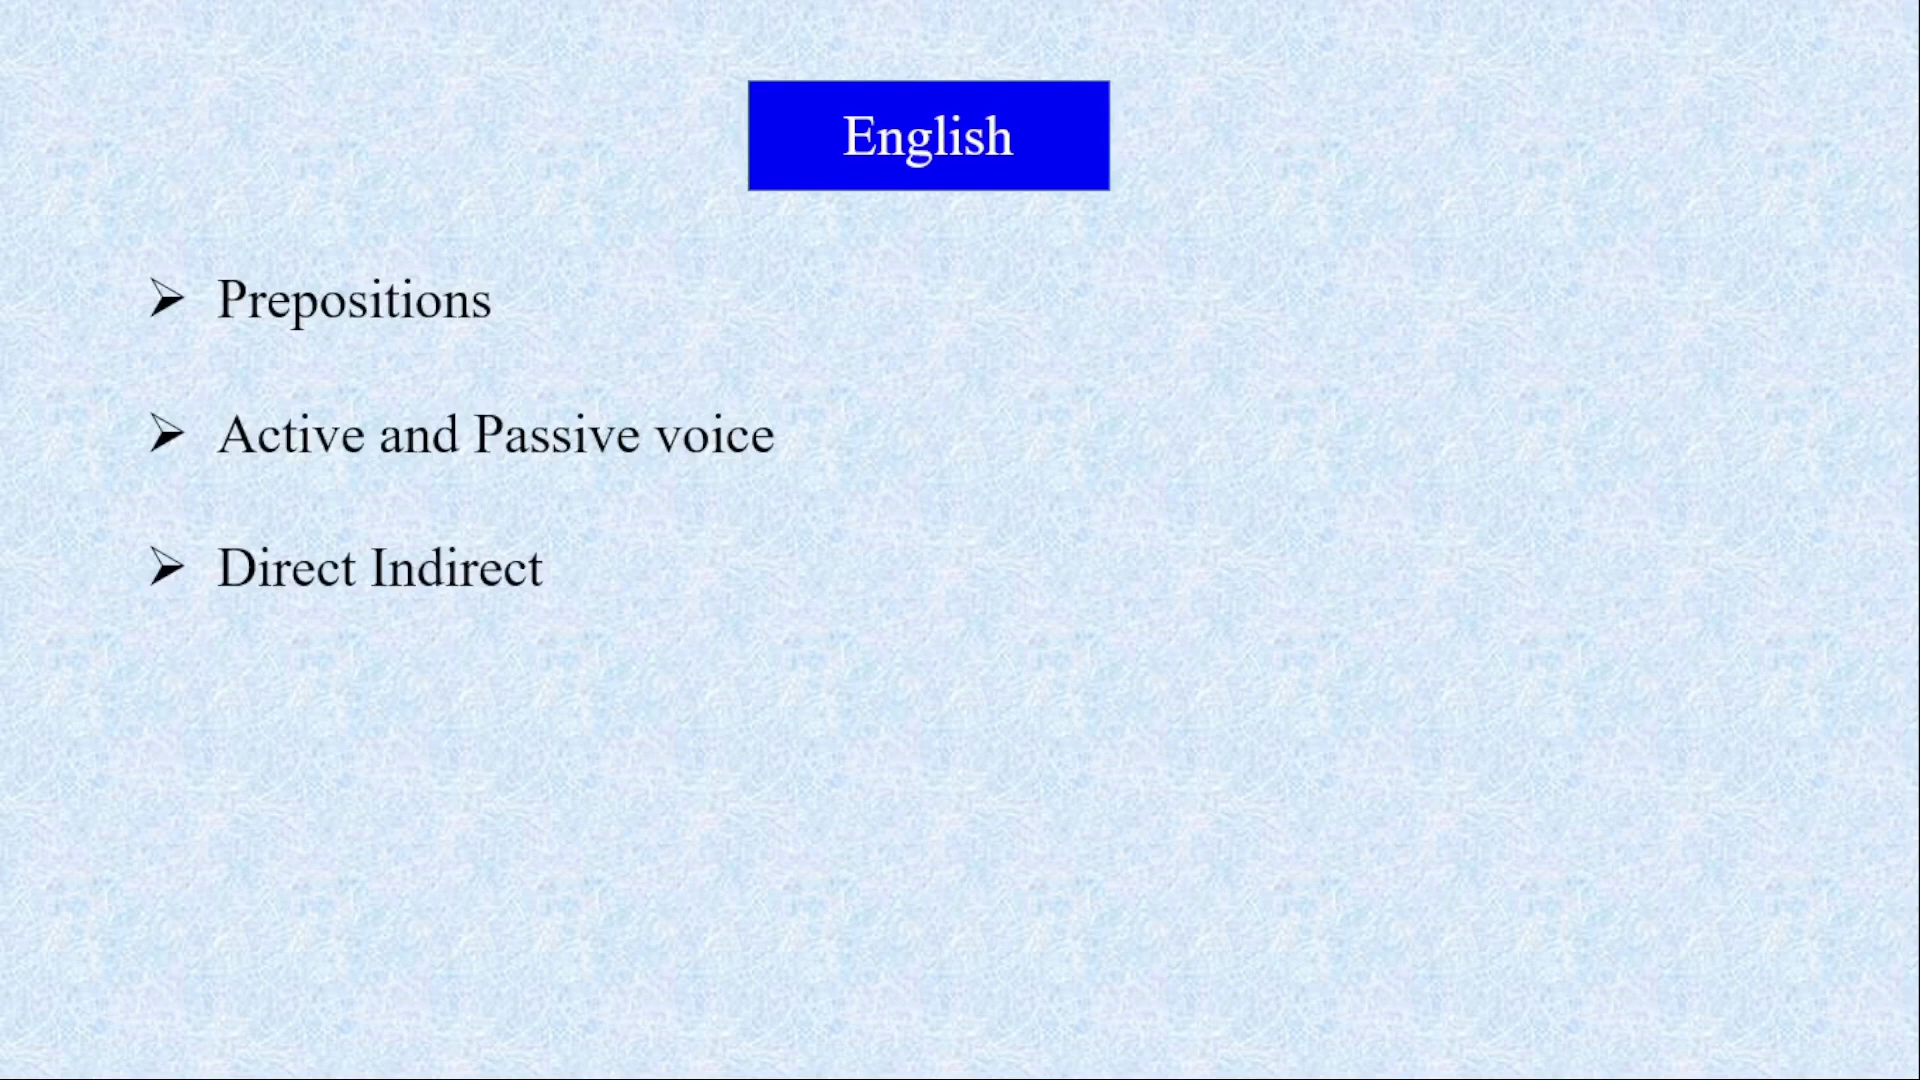 English
➢ Prepositions
➢ Active and Passive voice
➢ Direct Indirect